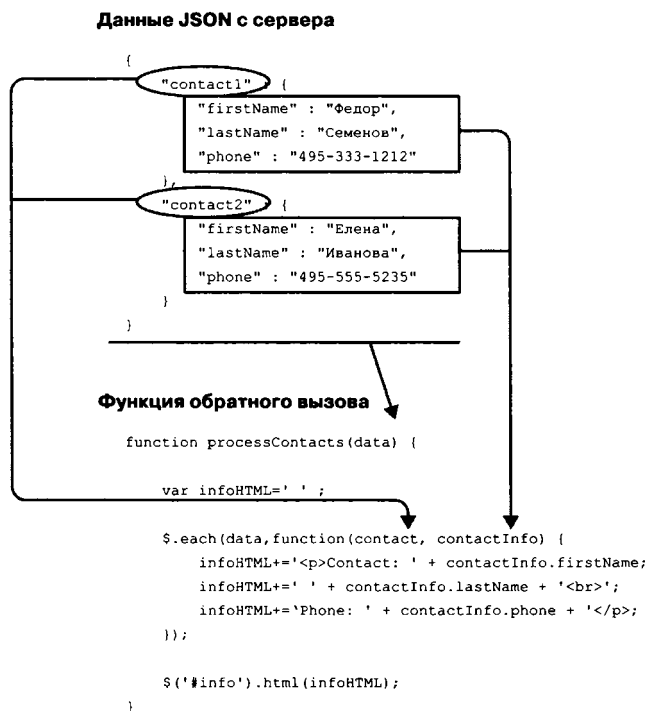 Данные JSON с сервера
{
"contact1" : {
"firstName" : "Федор",
"lastName" : "Семенов",
"phone" : "495-333-1212"
},
"contact2" : {
"firstName" : "Елена",
"lastName" : "Иванова",
"phone" : "495-555-5235"
}
}
Функция обратного вызова
function processContacts(data) {
var infoHTML=' ' ;
$.each(data,function(contact, contactInfo) {
infoHTML+='<p>Contact: ' + contactInfo.firstName;
infoHTML+=' ' + contactInfo.lastName + '<br>';
infoHTML+=‘Phone: ' + contactInfo.phone + '</p>;
});
$('#info').html(infoHTML);
}